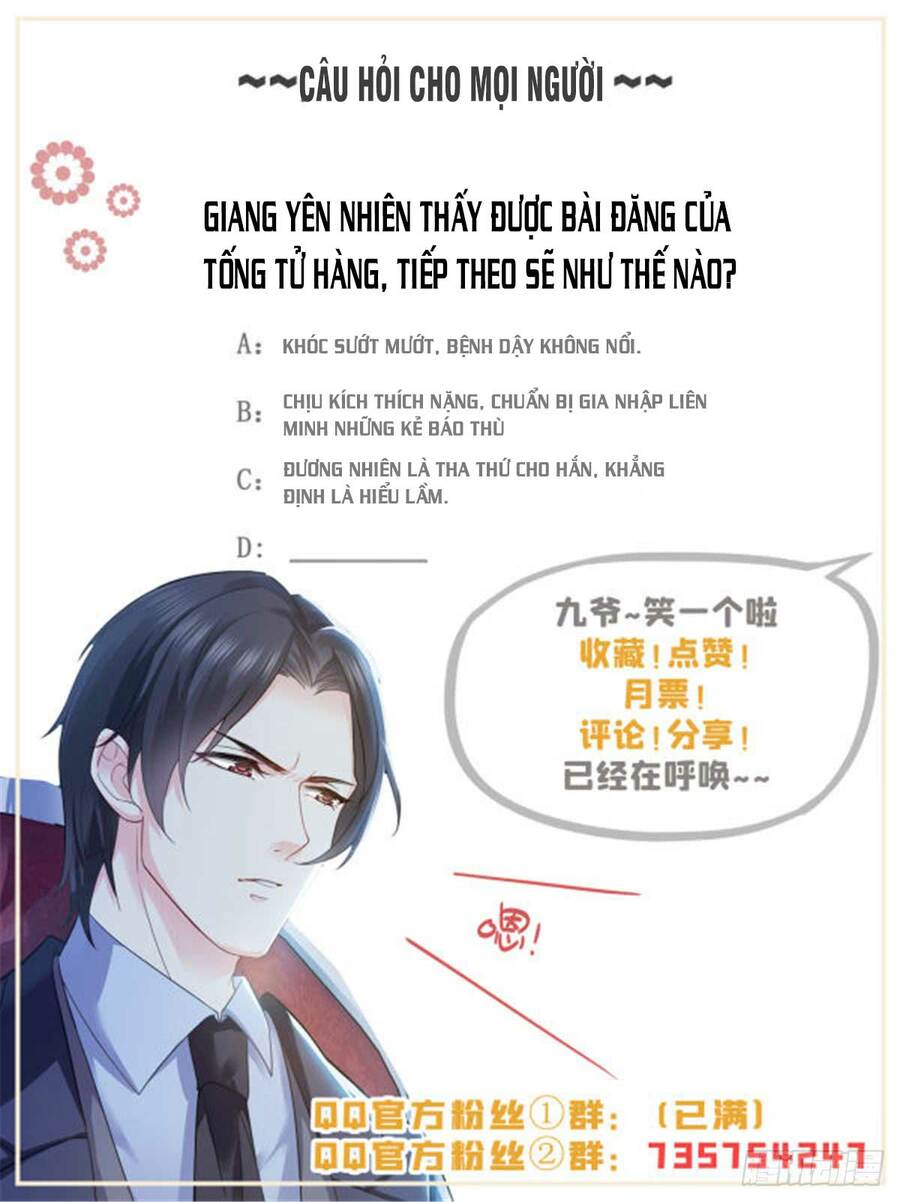 ~~CÂU HỎI CHO MỌI NGƯỜI~~
GIANG YÊN NHIÊN THẤY ĐƯỢC BÀI ĐĂNG CỦA
TỐNG TỬ HÀNG, TIẾP THEO SẼ NHƯ THẾ NÀO?
A: KHÓC SƯỚT MƯỚT, BỆNH DẬY KHÔNG NỔI.
B: CHỊU KÍCH THÍCH NẶNG, CHUẨN BỊ GIA NHẬP LIÊN
MINH NHỮNG KẺ BÁO THÙ
C: ĐƯƠNG NHIÊN LÀ THA THỨ CHO HẮN, KHẲNG
ĐỊNH LÀ HIỂU LẦM.
D: ________
九爷~笑一个啦
收藏!点赞!
月票!
评论!分享!
已经在呼唤~~
嗯!
QQ官方粉丝①群:(已满)
QQ官方粉丝②群:735754247